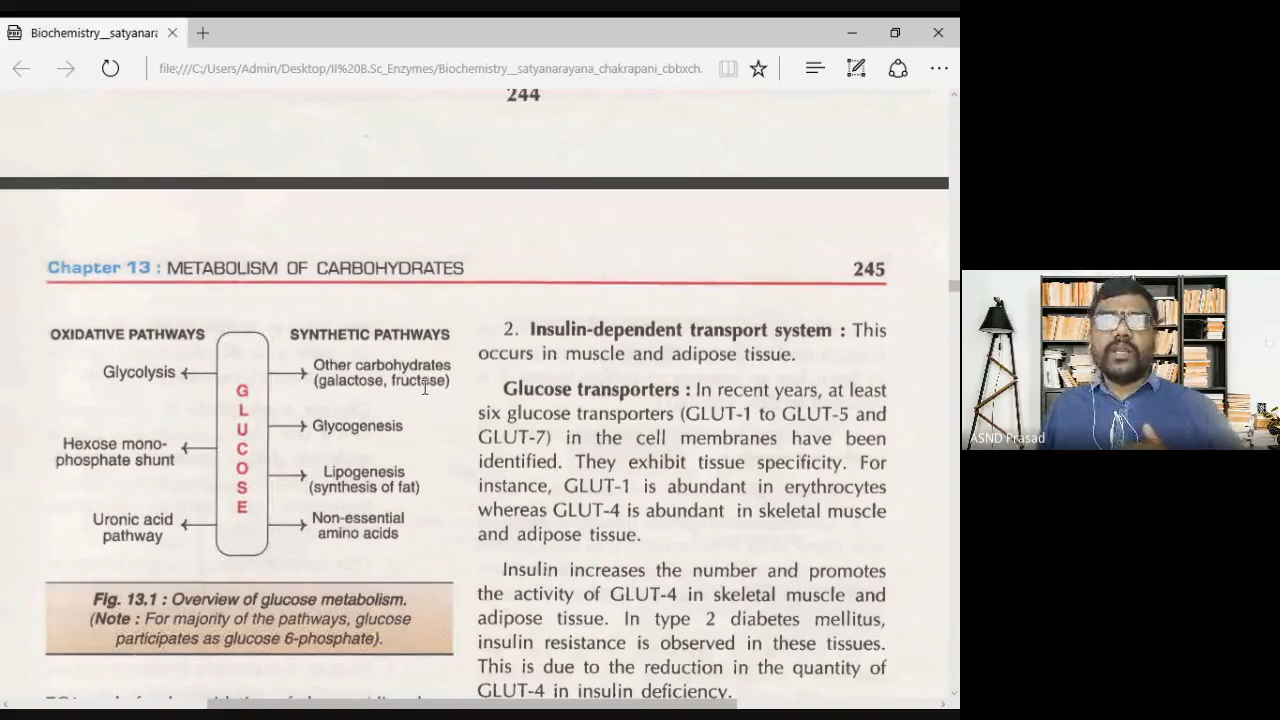 Biochemistry__satyanara
file:///C:/Users/Admin/Desktop/II%20B.Sc_Enzymes/Biochemistry__satyanarayana_chakrapani_cbbxch.
244
Chapter 13 : METABOLISM OF CARBOHYDRATES
245
OXIDATIVE PATHWAYS
SYNTHETIC PATHWAYS
Glycolysis
Hexose mono-
phosphate shunt
Uronic acid
pathway
GLUCOSE
Other carbohydrates
(galactose, fructose)
Glycogenesis
Lipogenesis
(synthesis of fat)
Non-essential
amino acids
Fig. 13.1 : Overview of glucose metabolism.
(Note : For majority of the pathways, glucose
participates as glucose 6-phosphate).
2. Insulin-dependent transport system : This
occurs in muscle and adipose tissue.
Glucose transporters : In recent years, at least
six glucose transporters (GLUT-1 to GLUT-5 and
GLUT-7) in the cell membranes have been
identified. They exhibit tissue specificity. For
instance, GLUT-1 is abundant in erythrocytes
whereas GLUT-4 is abundant in skeletal muscle
and adipose tissue.
Insulin increases the number and promotes
the activity of GLUT-4 in skeletal muscle and
adipose tissue. In type 2 diabetes mellitus,
insulin resistance is observed in these tissues.
This is due to the reduction in the quantity of
GLUT-4 in insulin deficiency.
ASND Prasad